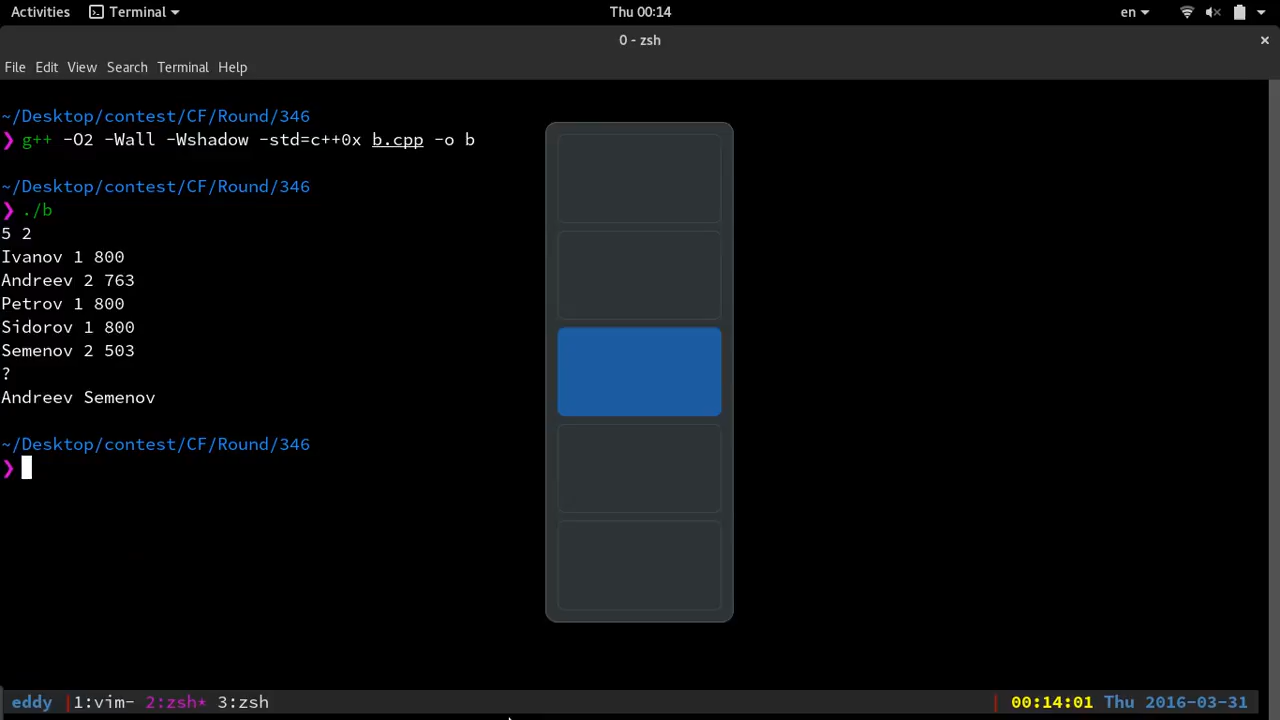 Activities Terminal Thu 00:14 en
0 - zsh
File Edit View Search Terminal Help
~/Desktop/contest/CF/Round/346
❯ g++ -O2 -Wall -Wshadow -std=c++0x b.cpp -o b
~/Desktop/contest/CF/Round/346
❯ ./b
5 2
Ivanov 1 800
Andreev 2 763
Petrov 1 800
Sidorov 1 800
Semenov 2 503
?
Andreev Semenov
~/Desktop/contest/CF/Round/346
❯
eddy |1:vim- 2:zsh* 3:zsh | 00:14:01 Thu 2016-03-31